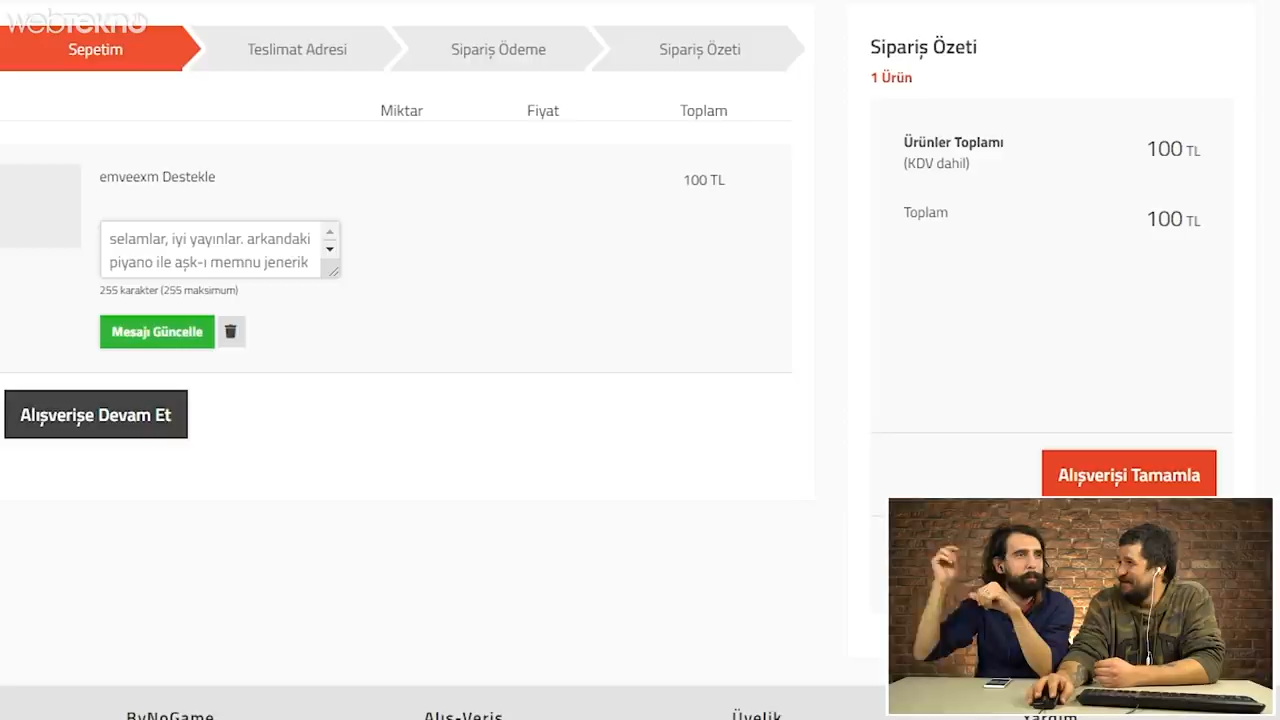 webtekno
Sepetim
Teslimat Adresi
Sipariş Ödeme
Sipariş Özeti
Miktar
Fiyat
Toplam
emveexm Destekle
100 TL
selamlar, iyi yayınlar. arkandaki
piyano ile aşk-ı memnu jenerik
255 karakter (255 maksimum)
Mesajı Güncelle
Alışverişe Devam Et
Sipariş Özeti
1 Ürün
Ürünler Toplamı
100 TL
(KDV dahil)
Toplam
100 TL
Alışverişi Tamamla
ByNoGame
Alış-Veriş
Üyelik
Yardım